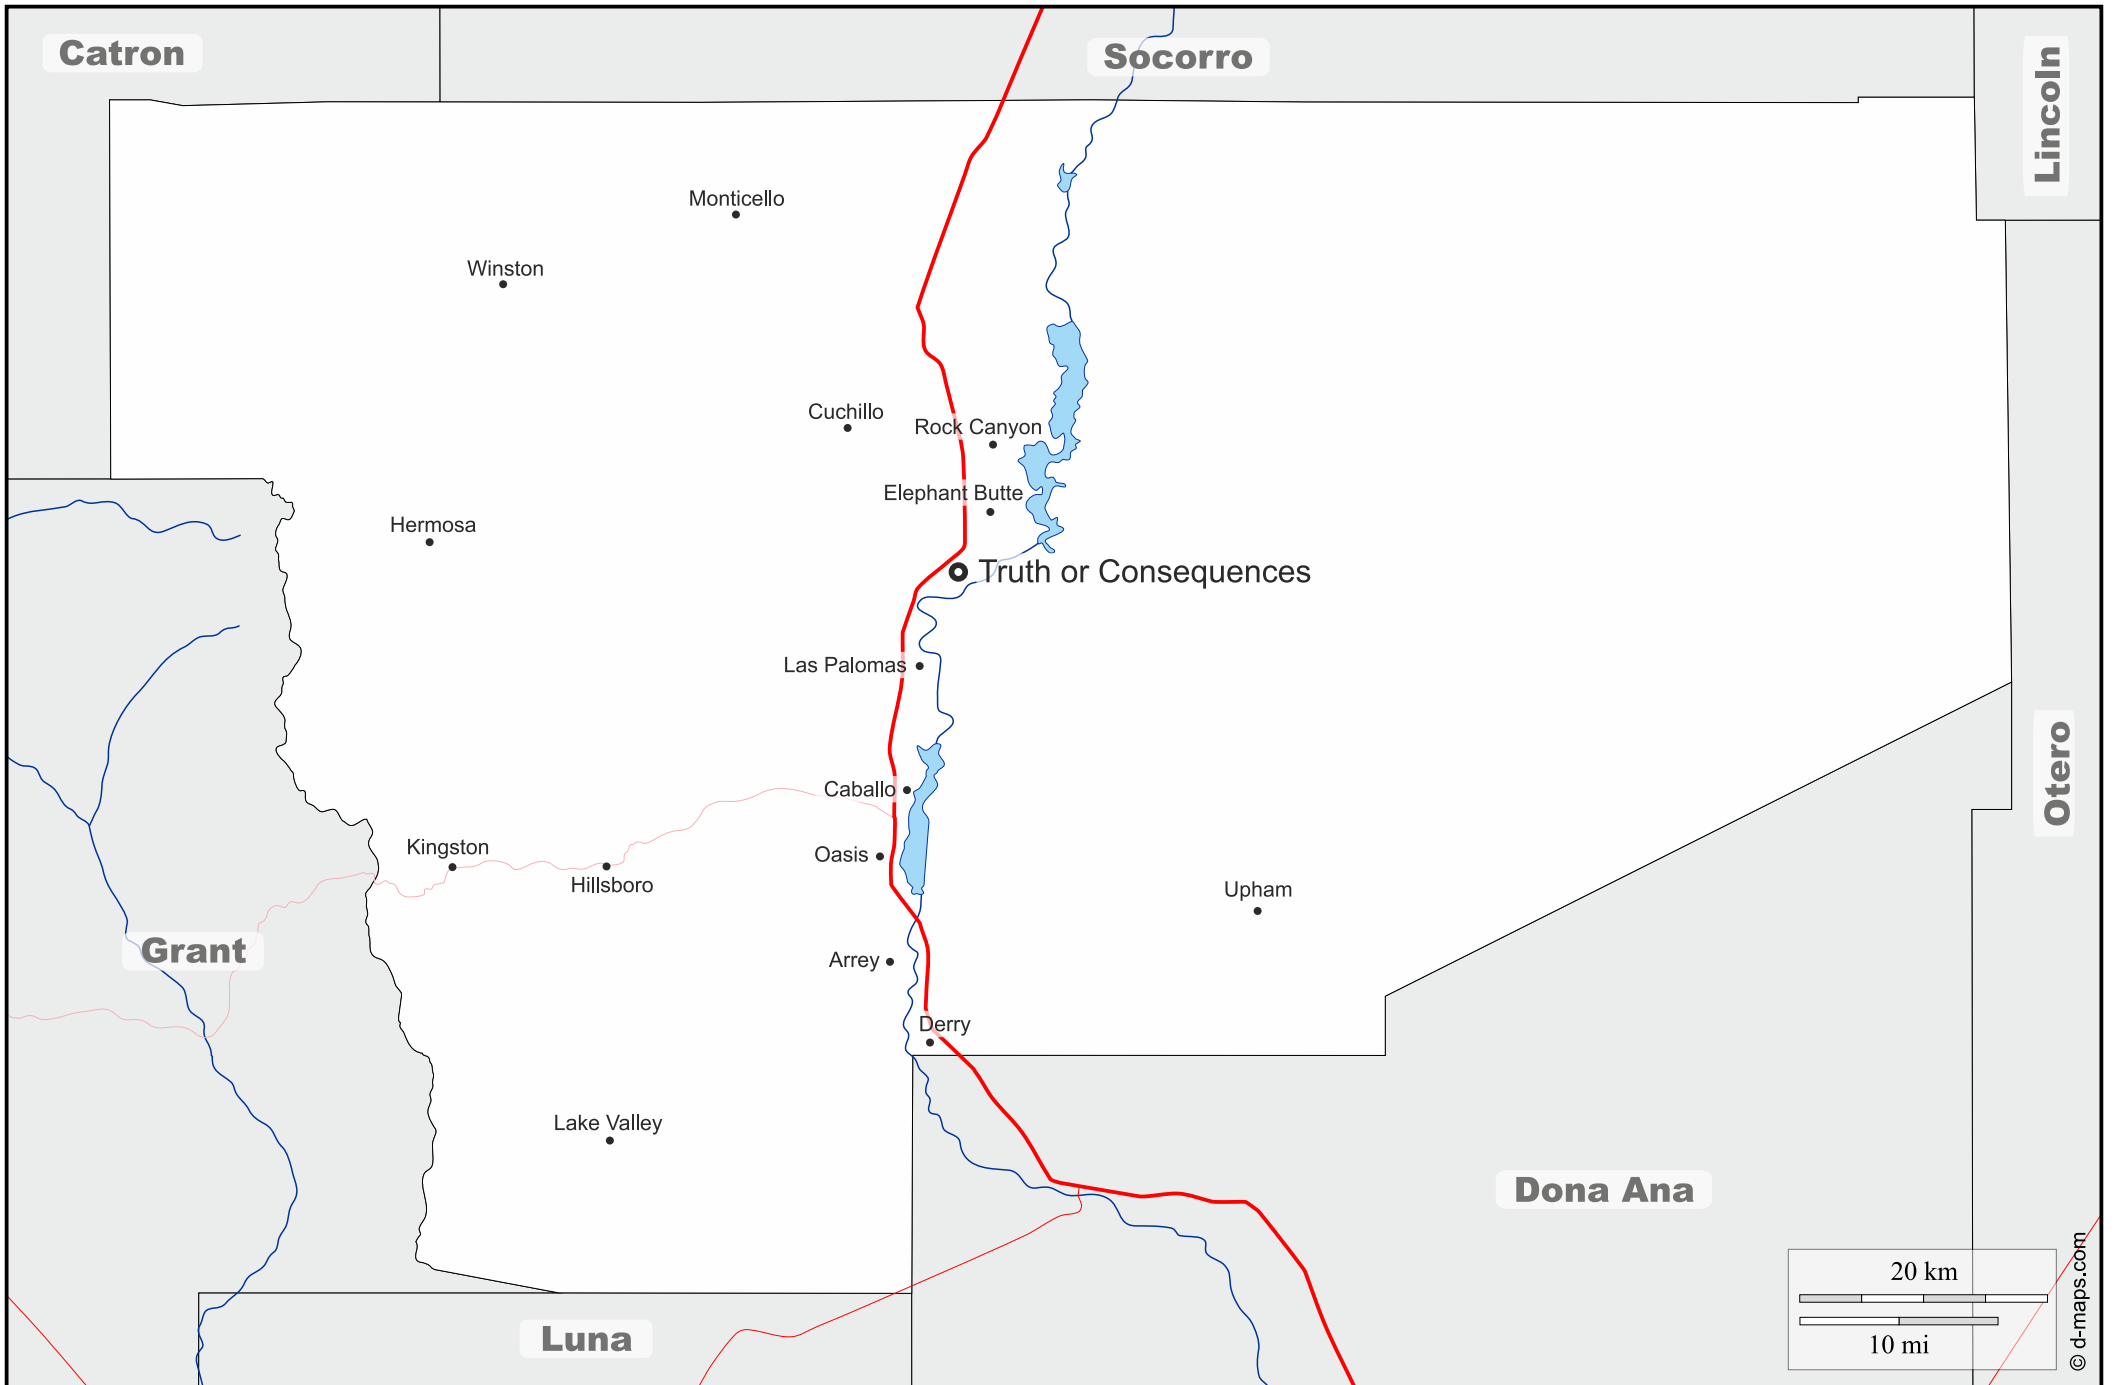 Catron
Socorro
Lincoln
Monticello
Winston
Cuchillo
Rock Canyon
Elephant Butte
Hermosa
Truth or Consequences
Las Palomas
Otero
Caballo
Kingston
Oasis
Hillsboro
Upham
Grant
Arrey
Derry
Lake Valley
Dona Ana
20 km
10 mi
Luna
© d-maps.com